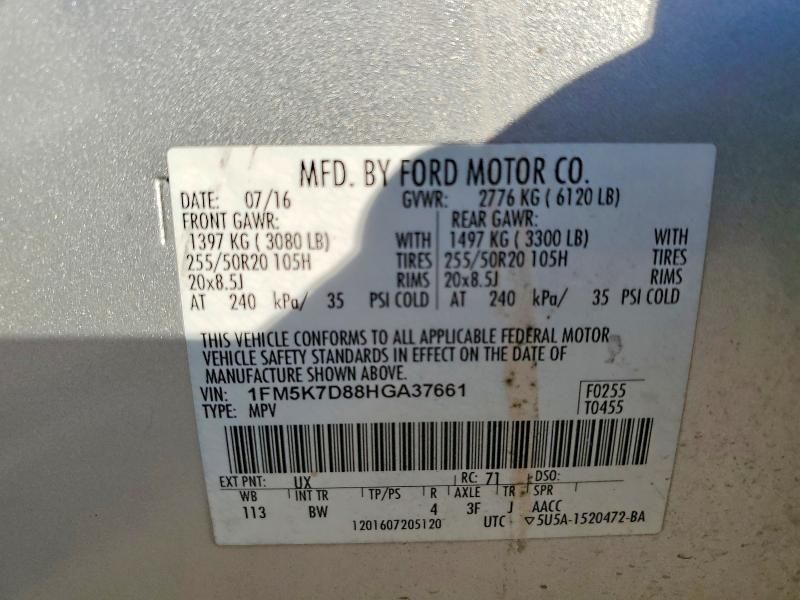 MFD. BY FORD MOTOR CO.
DATE: 07/16 GVWR: 2776 KG ( 6120 LB)
FRONT GAWR: REAR GAWR:
1397 KG ( 3080 LB) WITH 1497 KG ( 3300 LB) WITH
255/50R20 105H TIRES 255/50R20 105H TIRES
20x8.5J RIMS 20x8.5J RIMS
AT 240 kPa/ 35 PSI COLD AT 240 kPa/ 35 PSI COLD
THIS VEHICLE CONFORMS TO ALL APPLICABLE FEDERAL MOTOR
VEHICLE SAFETY STANDARDS IN EFFECT ON THE DATE OF
MANUFACTURE SHOWN ABOVE.
VIN: 1FM5K7D88HGA37661 F0255
TYPE: MPV T0455
EXT PNT: UX RC: 71 DSO:
WB INT TR TP/PS R AXLE TR SPR
113 BW 4 3F J AACC
1201607205120 UTC ▽5U5A-1520472-BA